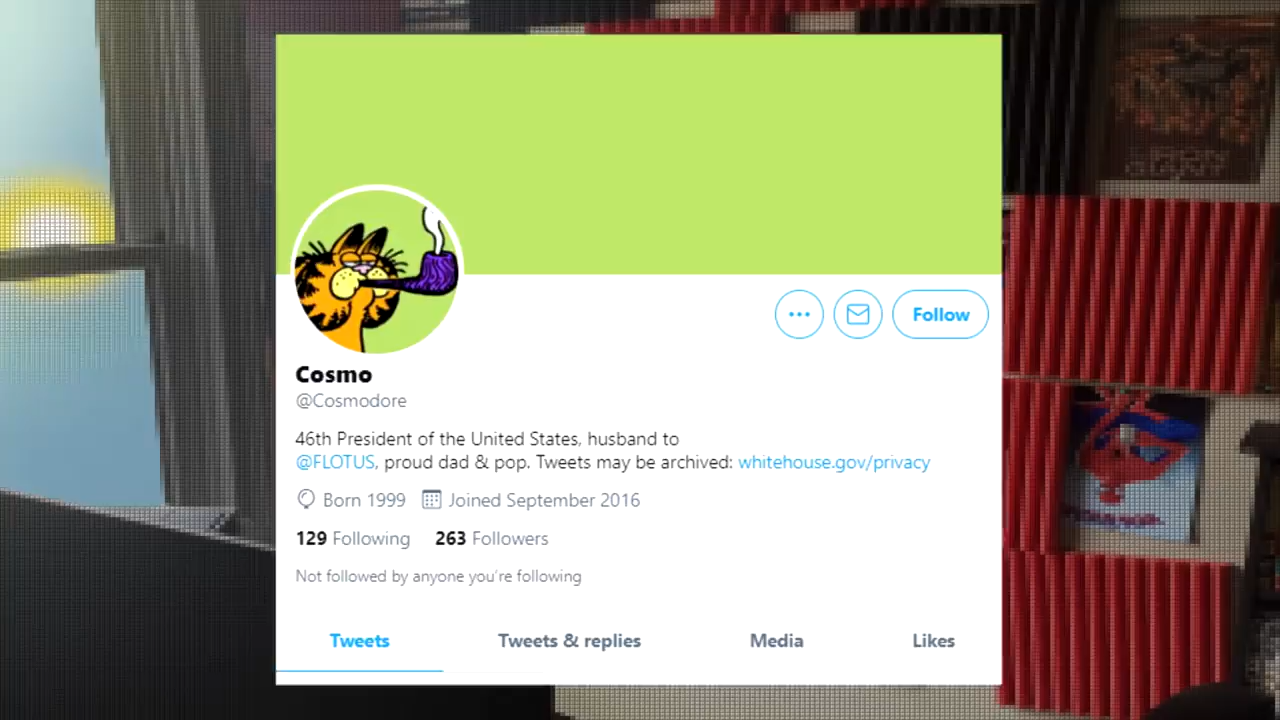 Follow
Cosmo
@Cosmodore
46th President of the United States, husband to
@FLOTUS, proud dad & pop. Tweets may be archived: whitehouse.gov/privacy
Born 1999 Joined September 2016
129 Following 263 Followers
Not followed by anyone you're following
Tweets Tweets & replies Media Likes